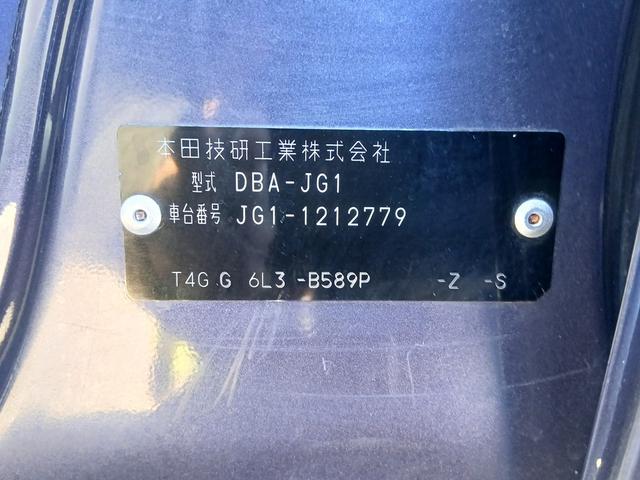 本田技研工業株式会社
型式 DBA-JG1
車台番号 JG1-1212779
T4G G 6L3 -B589P -Z -S